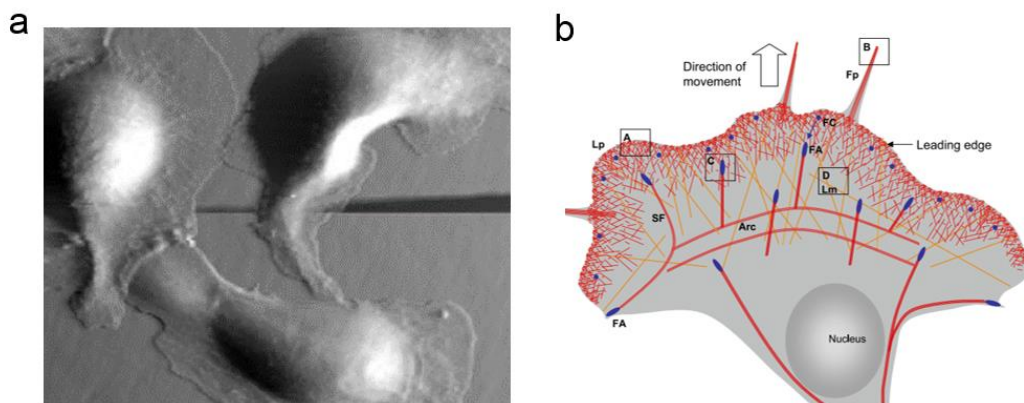 a
b
Direction of
movement
B
Fp
A
Lp
FC
FA
Leading edge
C
D
Lm
SF
Arc
FA
Nucleus